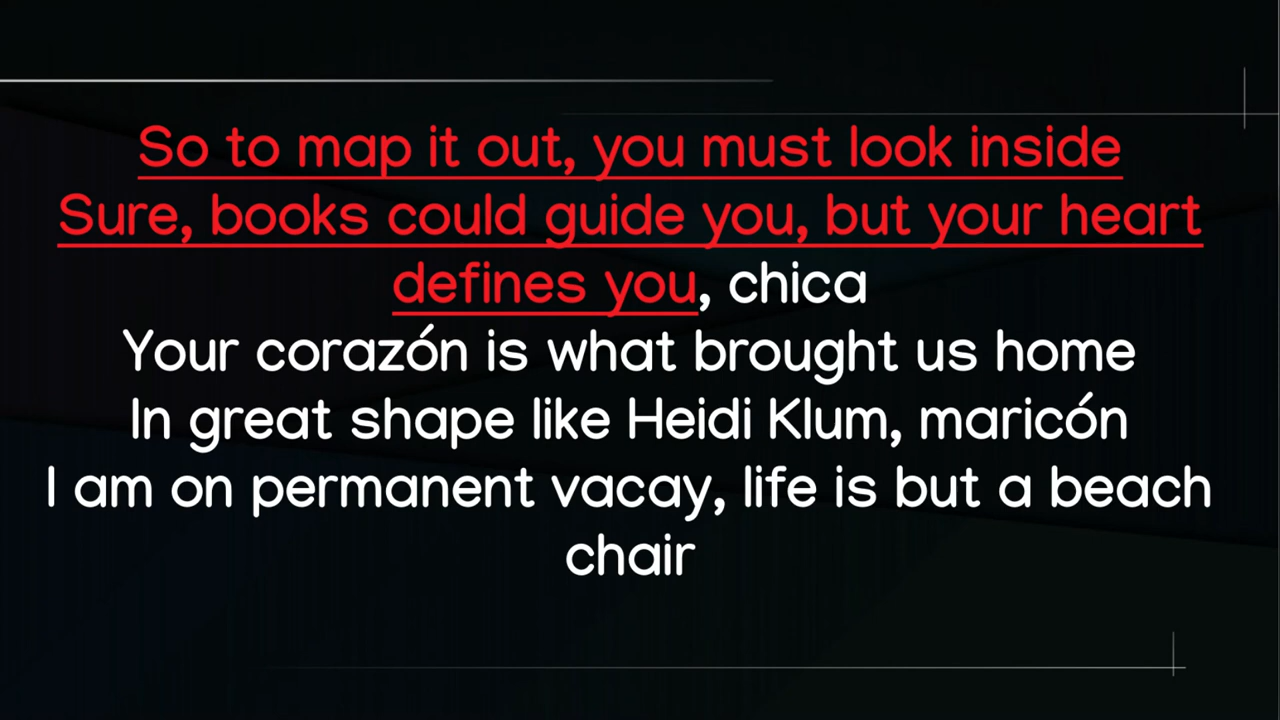 So to map it out, you must look inside
Sure, books could guide you, but your heart
defines you, chica
Your corazón is what brought us home
In great shape like Heidi Klum, maricón
I am on permanent vacay, life is but a beach
chair